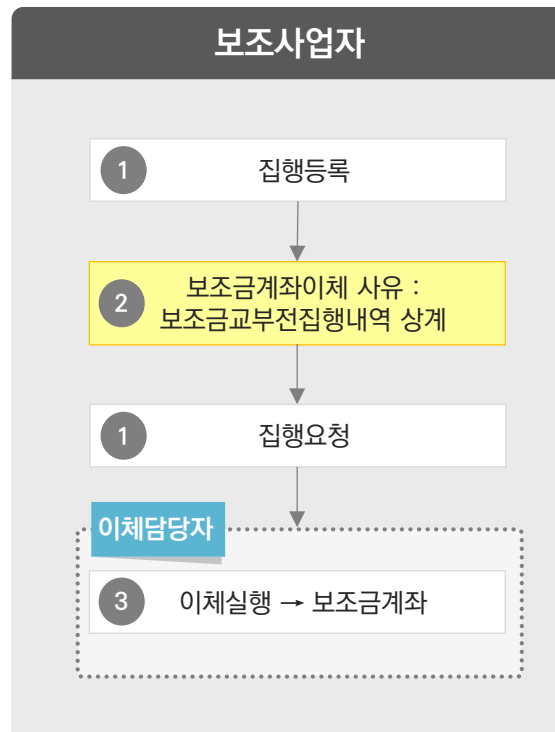 보조사업자
1 집행등록
2 보조금계좌이체 사유 :
보조금교부전집행내역 상계
1 집행요청
이체담당자
3 이체실행 → 보조금계좌